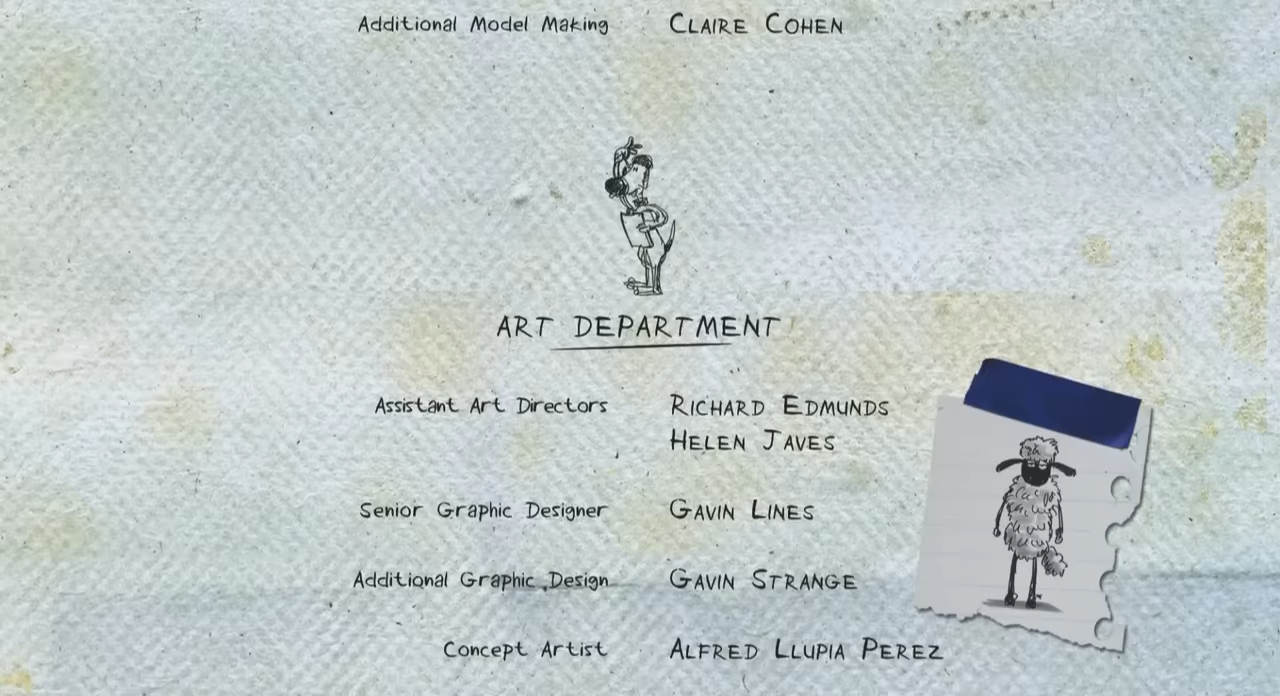 Additional Model Making CLAIRE COHEN
ART DEPARTMENT
Assistant Art Directors RICHARD EDMUNDS
HELEN JAVES
Senior Graphic Designer GAVIN LINES
Additional Graphic Design GAVIN STRANGE
Concept Artist ALFRED LLUPIA PEREZ